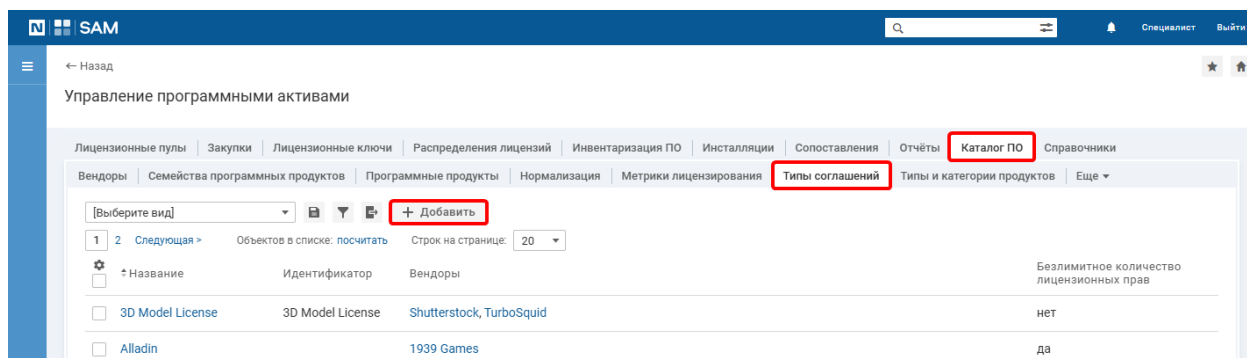 N SAM Специалист Выйти
← Назад
Управление программными активами
Лицензионные пулы Закупки Лицензионные ключи Распределения лицензий Инвентаризация ПО Инсталляции Сопоставления Отчёты Каталог ПО Справочники
Вендоры Семейства программных продуктов Программные продукты Нормализация Метрики лицензирования Типы соглашений Типы и категории продуктов Еще
[Выберите вид] + Добавить
1 2 Следующая > Объектов в списке: посчитать Строк на странице: 20
Название Идентификатор Вендоры Безлимитное количество
лицензионных прав
3D Model License 3D Model License Shutterstock, TurboSquid нет
Alladin 1939 Games да